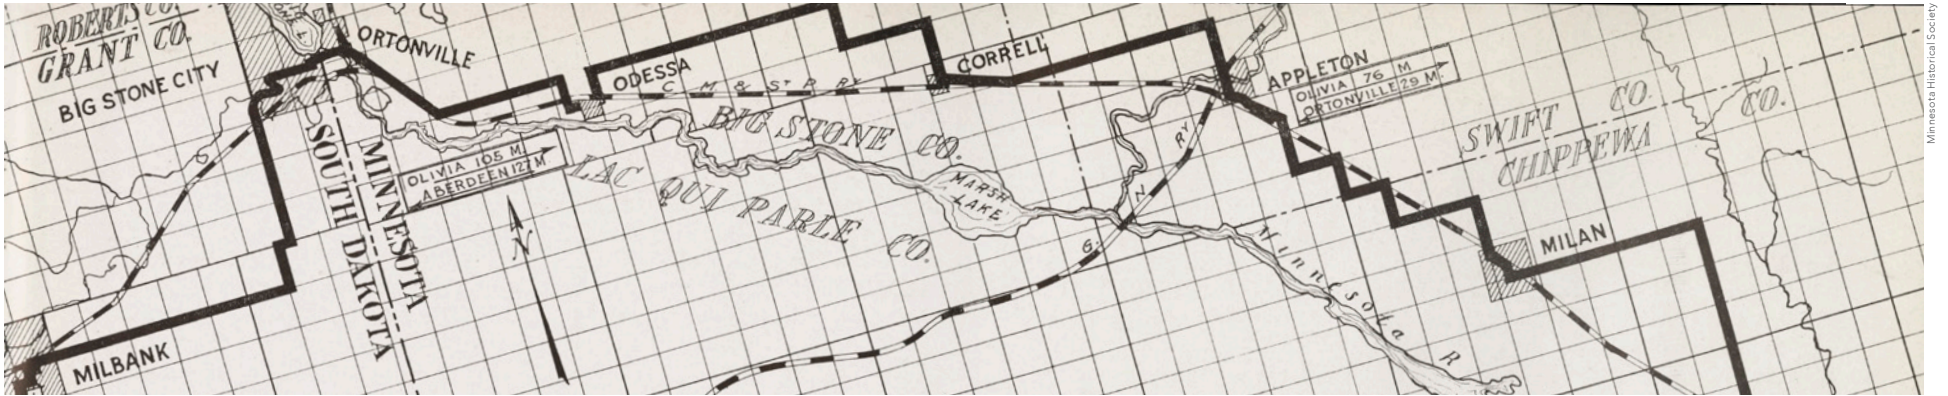 ROBERTS CO.
GRANT CO.
BIG STONE CITY
ORTONVILLE
ODESSA
CORRELL
APPLETON
OLIVIA 76 M
ORTONVILLE 29 M.
C M & ST P RY
BIG STONE CO.
SWIFT CO.
CHIPPEWA CO.
MINNESOTA
SOUTH DAKOTA
OLIVIA 105 M.
ABERDEEN 127 M
LAC QUI PARLE CO.
MARSH
LAKE
G. N RY
N
Minnesota R
MILAN
MILBANK
Minnesota Historical Society